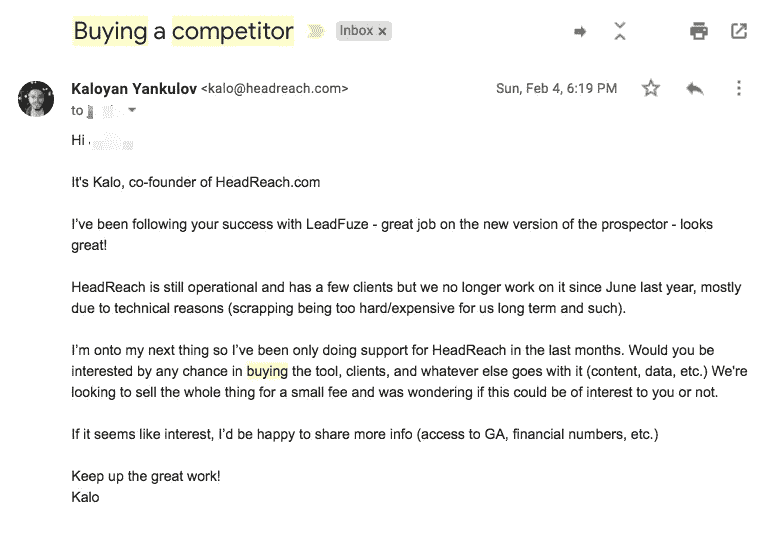 Buying a competitor
Inbox x
Kaloyan Yankulov <kalo@headreach.com>
Sun, Feb 4, 6:19 PM
to
Hi
It's Kalo, co-founder of HeadReach.com
I've been following your success with LeadFuze - great job on the new version of the prospector - looks
great!
HeadReach is still operational and has a few clients but we no longer work on it since June last year, mostly
due to technical reasons (scrapping being too hard/expensive for us long term and such).
I'm onto my next thing so I've been only doing support for HeadReach in the last months. Would you be
interested by any chance in buying the tool, clients, and whatever else goes with it (content, data, etc.) We're
looking to sell the whole thing for a small fee and was wondering if this could be of interest to you or not.
If it seems like interest, I'd be happy to share more info (access to GA, financial numbers, etc.)
Keep up the great work!
Kalo